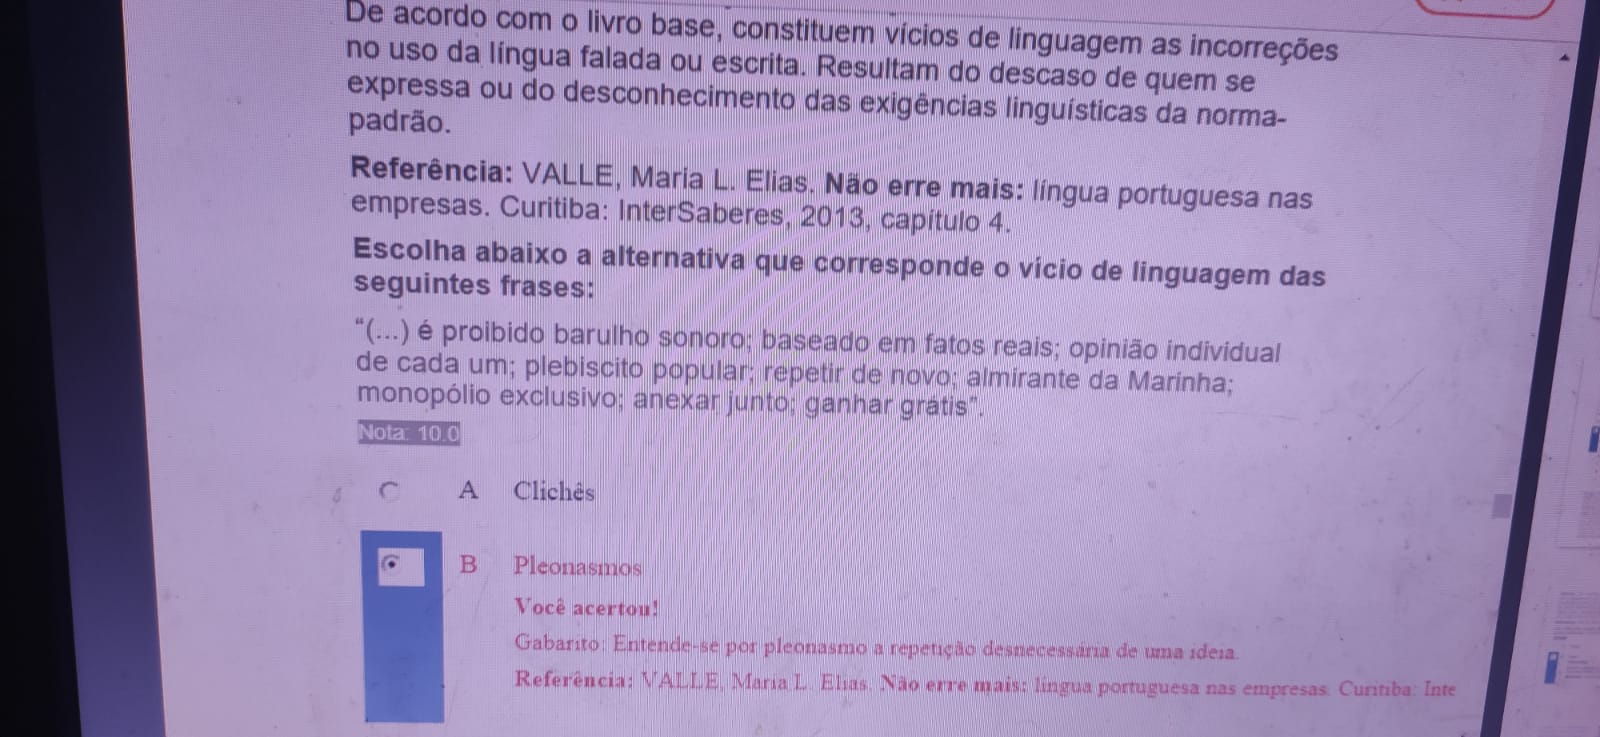 De acordo com o livro base, constituem vícios de linguagem as incorreções
no uso da língua falada ou escrita. Resultam do descaso de quem se
expressa ou do desconhecimento das exigências linguísticas da norma-
padrão.
Referência: VALLE, Maria L. Elias. Não erre mais: língua portuguesa nas
empresas. Curitiba: InterSaberes, 2013, capítulo 4.
Escolha abaixo a alternativa que corresponde o vício de linguagem das
seguintes frases:
“(...) é proibido barulho sonoro; baseado em fatos reais; opinião individual
de cada um; plebiscito popular; repetir de novo; almirante da Marinha;
monopólio exclusivo; anexar junto; ganhar grátis”.
Nota: 10.0
A Clichês
B Pleonasmos
Você acertou!
Gabarito: Entende-se por pleonasmo a repetição desnecessária de uma ideia.
Referência: VALLE, Maria L. Elias. Não erre mais: língua portuguesa nas empresas. Curitiba: Inte